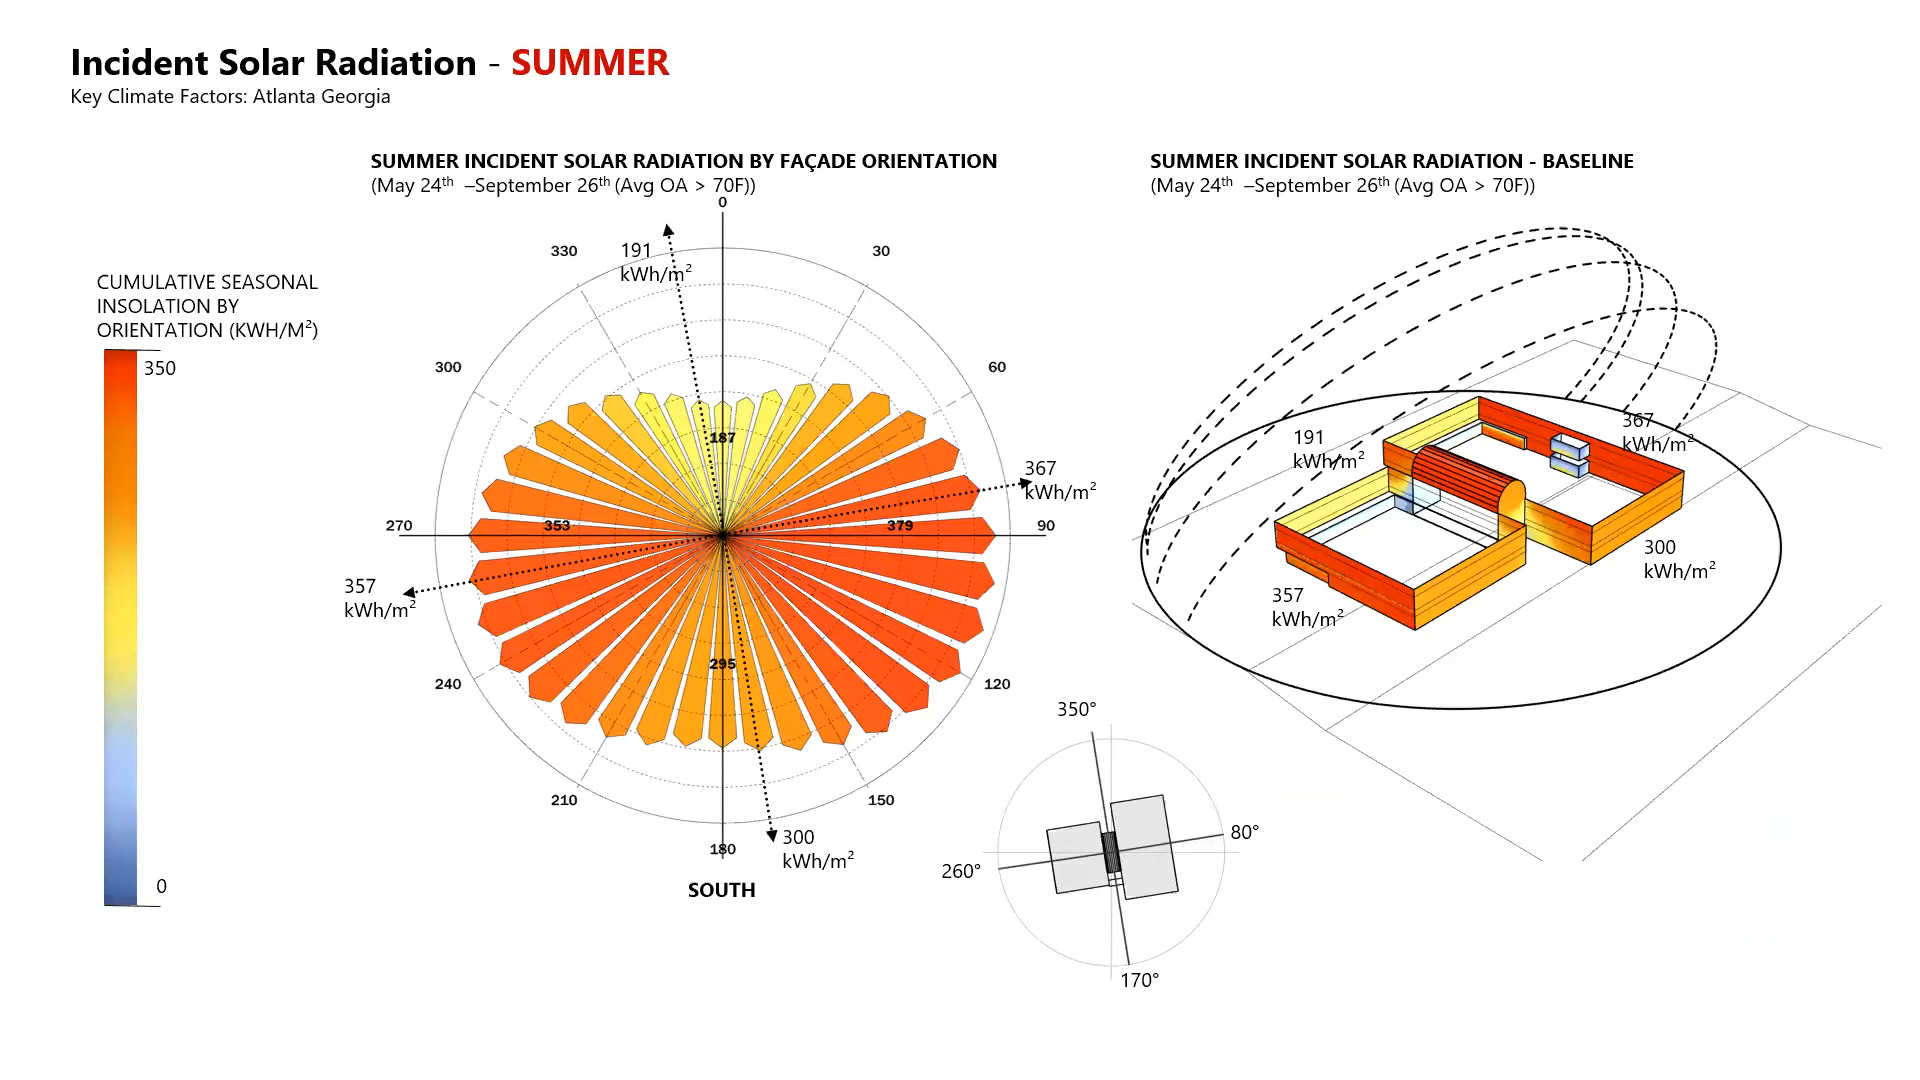 Incident Solar Radiation - SUMMER
Key Climate Factors: Atlanta Georgia
SUMMER INCIDENT SOLAR RADIATION BY FAÇADE ORIENTATION
(May 24th –September 26th (Avg OA > 70F))
SUMMER INCIDENT SOLAR RADIATION - BASELINE
(May 24th –September 26th (Avg OA > 70F))
CUMULATIVE SEASONAL
INSOLATION BY
ORIENTATION (KWH/M²)
350
0
0
330
191
kWh/m²
30
300
60
187
367
kWh/m²
270
353
379
90
357
kWh/m²
295
240
120
210
150
300
kWh/m²
180
SOUTH
191
kWh/m²
367
kWh/m²
300
kWh/m²
357
kWh/m²
350°
80°
260°
170°